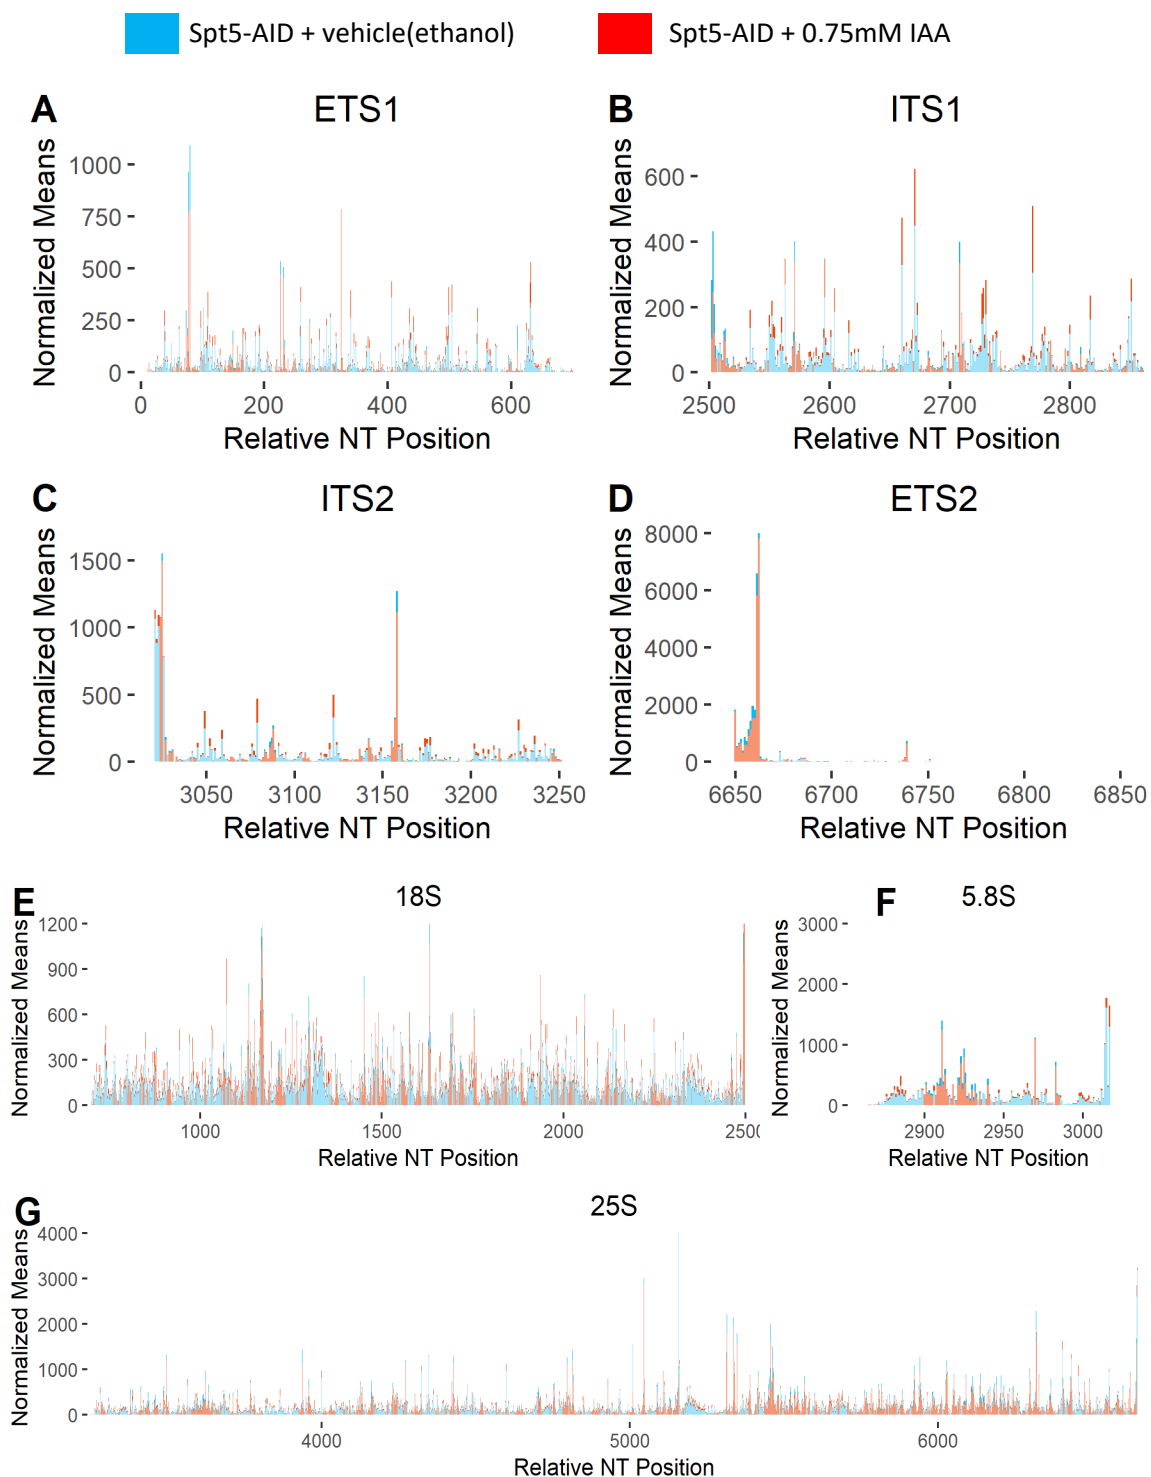 Spt5-AID + vehicle(ethanol) Spt5-AID + 0.75mM IAA
A ETS1
Normalized Means
1000
750
500
250
0
0 200 400 600
Relative NT Position
B ITS1
Normalized Means
600
400
200
0
2500 2600 2700 2800
Relative NT Position
C ITS2
Normalized Means
1500
1000
500
0
3050 3100 3150 3200 3250
Relative NT Position
D ETS2
Normalized Means
8000
6000
4000
2000
0
6650 6700 6750 6800 6850
Relative NT Position
E 18S
Normalized Means
1200
900
600
300
0
1000 1500 2000 2500
Relative NT Position
F 5.8S
Normalized Means
3000
2000
1000
0
2900 2950 3000
Relative NT Position
G 25S
Normalized Means
4000
3000
2000
1000
0
4000 5000 6000
Relative NT Position